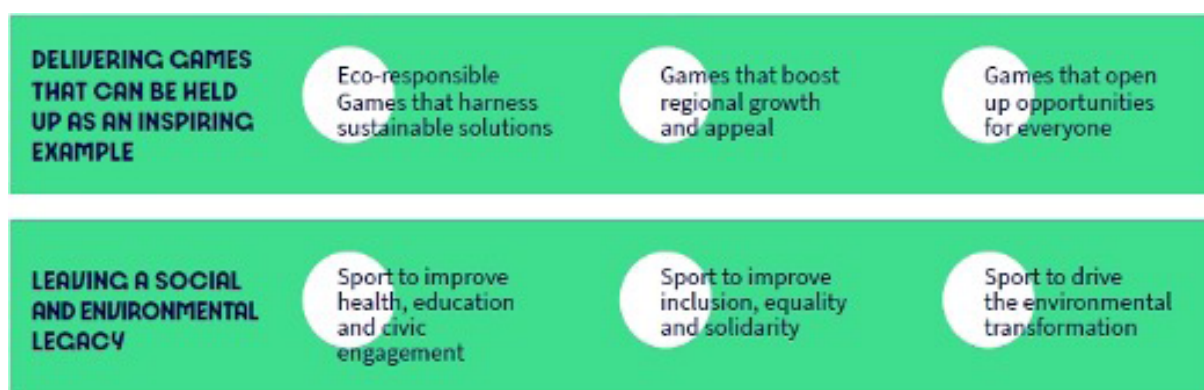 DELIVERING GAMES
THAT CAN BE HELD
UP AS AN INSPIRING
EXAMPLE
Eco-responsible
Games that harness
sustainable solutions
Games that boost
regional growth
and appeal
Games that open
up opportunities
for everyone
LEAVING A SOCIAL
AND ENVIRONMENTAL
LEGACY
Sport to improve
health, education
and civic
engagement
Sport to improve
inclusion, equality
and solidarity
Sport to drive
the environmental
transformation